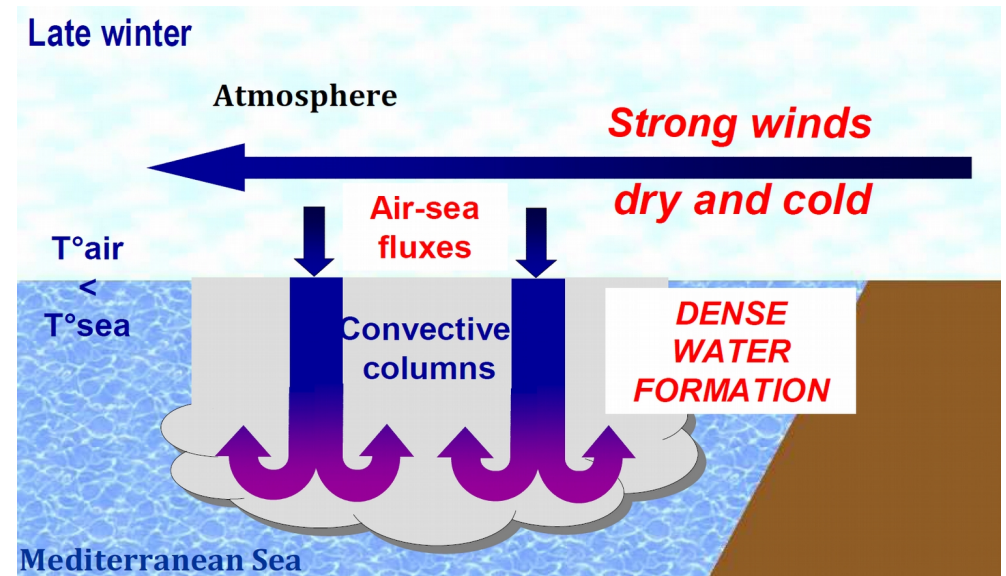 Late winter
Atmosphere
Strong winds
dry and cold
Air-sea
fluxes
T°air
<
T°sea
Convective
columns
DENSE
WATER
FORMATION
Mediterranean Sea